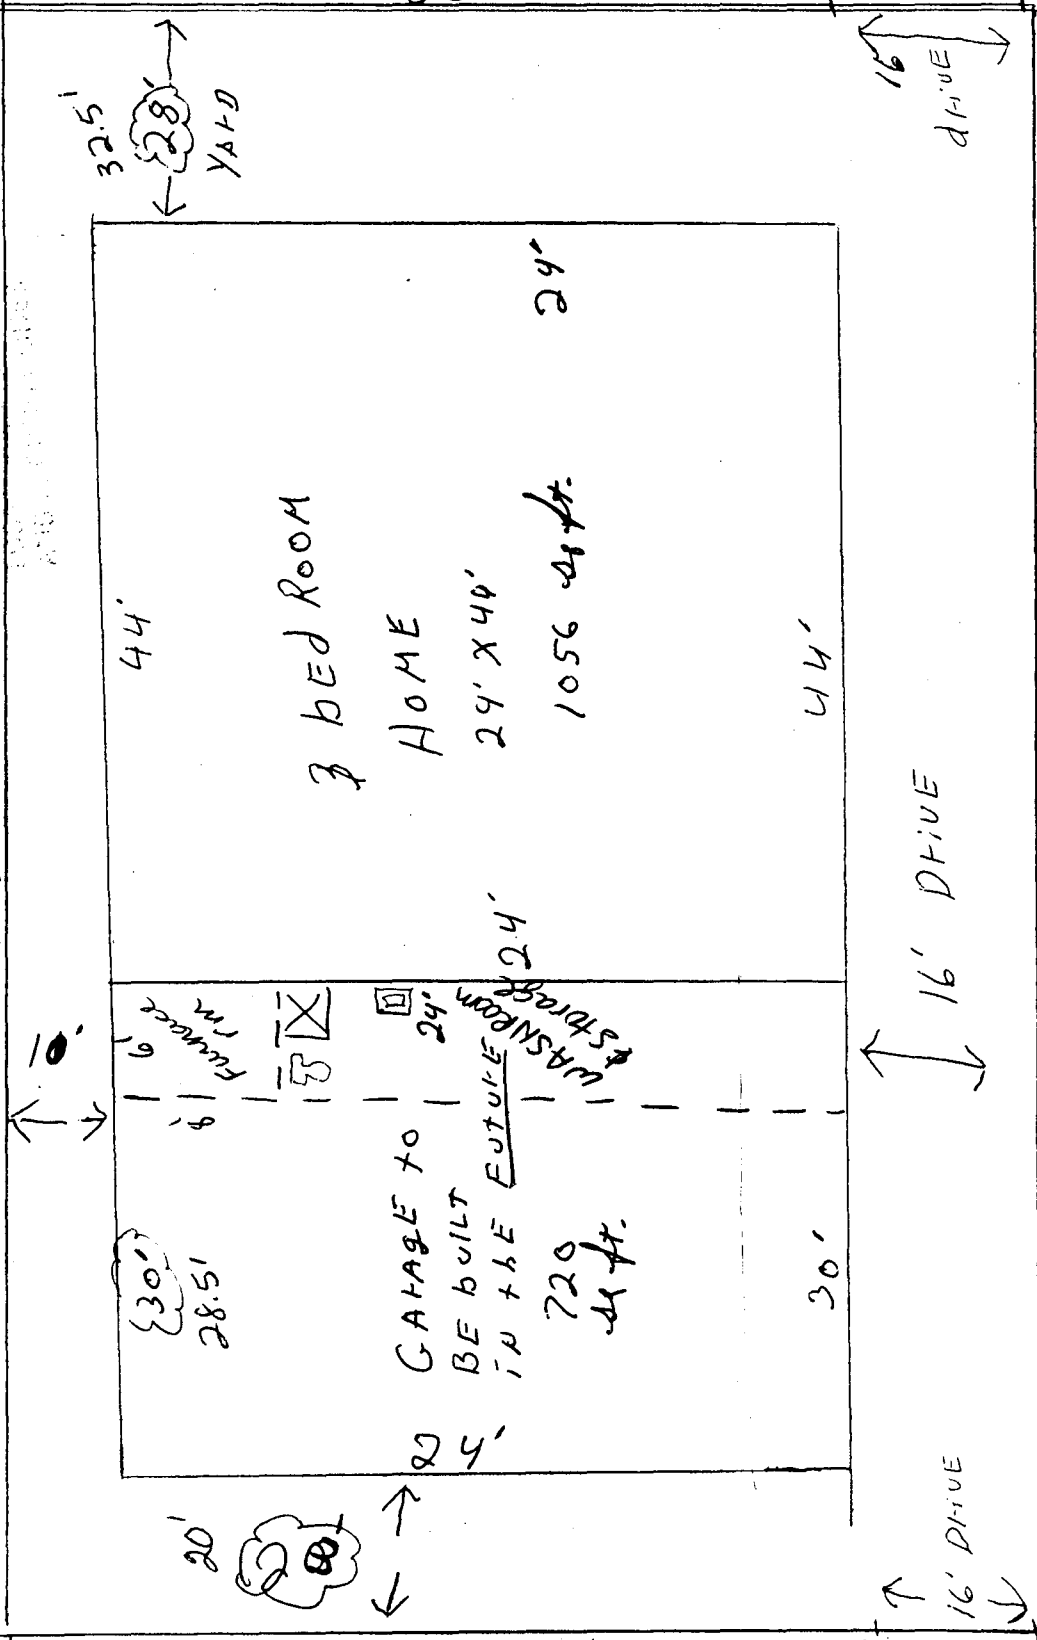 10'
20'
{30'}
28.5'
8'
6'
Furnace
rm
44'
32.5'
28'
YArD
24'
GArAgE to
BE built
in thE FuturE
720
sq ft.
24'
WASHRoom
& Storage
24'
3 bEd RooM
HoME
24' X 44'
1056 sq ft.
24'
30'
44'
16' DriVE
16' DriVE
16'
driVE